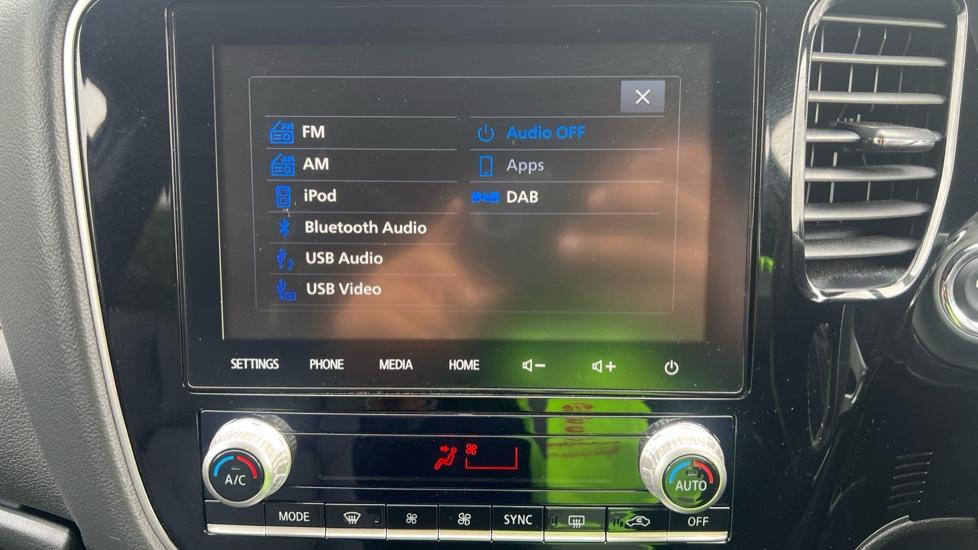 FM
AM
iPod
Bluetooth Audio
USB Audio
USB Video
Audio OFF
Apps
DAB
SETTINGS PHONE MEDIA HOME
A/C
AUTO
MODE SYNC OFF